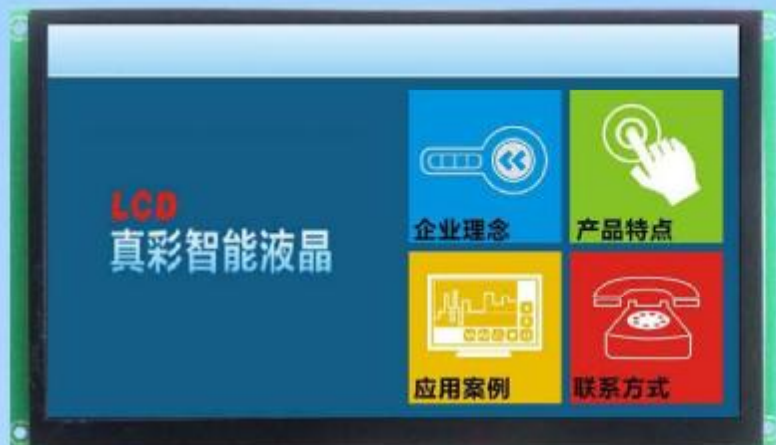 LCD
真彩智能液晶
企业理念
产品特点
应用案例
联系方式